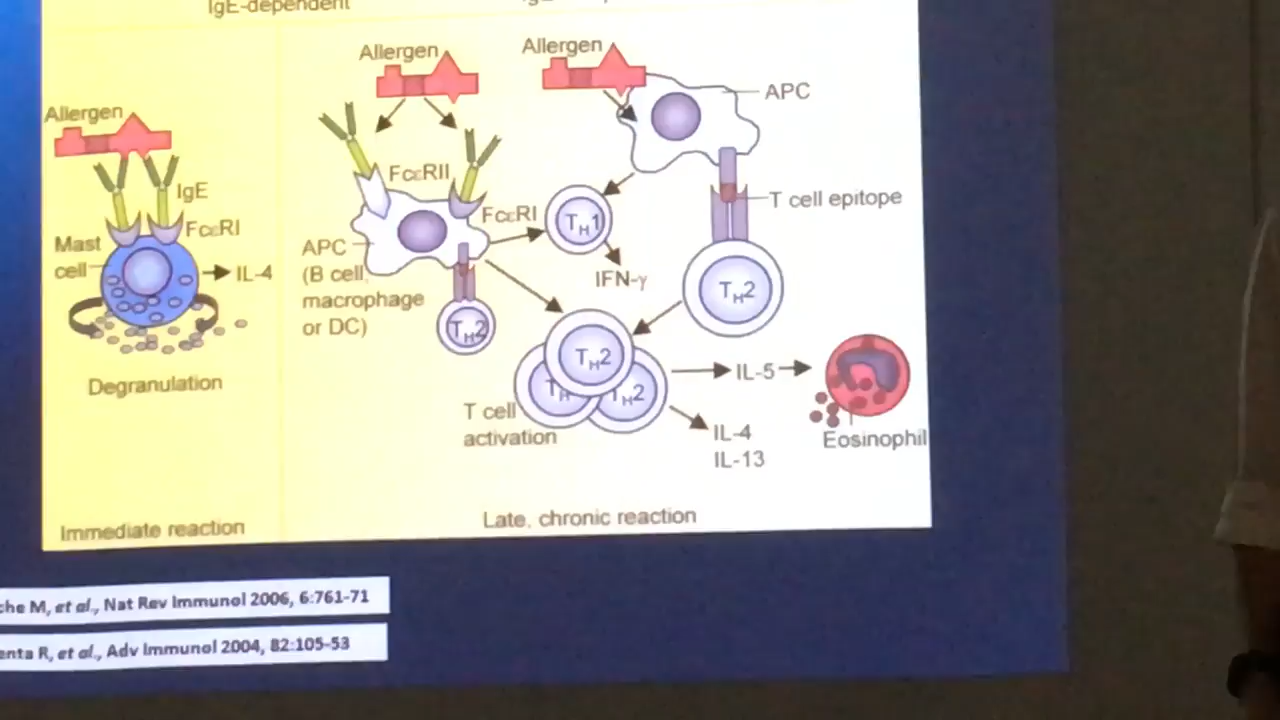 IgE-dependent
Allergen
Mast
cell
IgE
FcεRI
IL-4
Degranulation
Immediate reaction
Allergen
FcεRII
FcεRI
APC
(B cell,
macrophage
or DC)
TH2
TH1
IFN-γ
Allergen
APC
T cell epitope
TH2
TH2
TH
TH2
T cell
activation
IL-5
IL-4
IL-13
Eosinophil
Late, chronic reaction
che M, et al., Nat Rev Immunol 2006, 6:761-71
enta R, et al., Adv Immunol 2004, 82:105-53